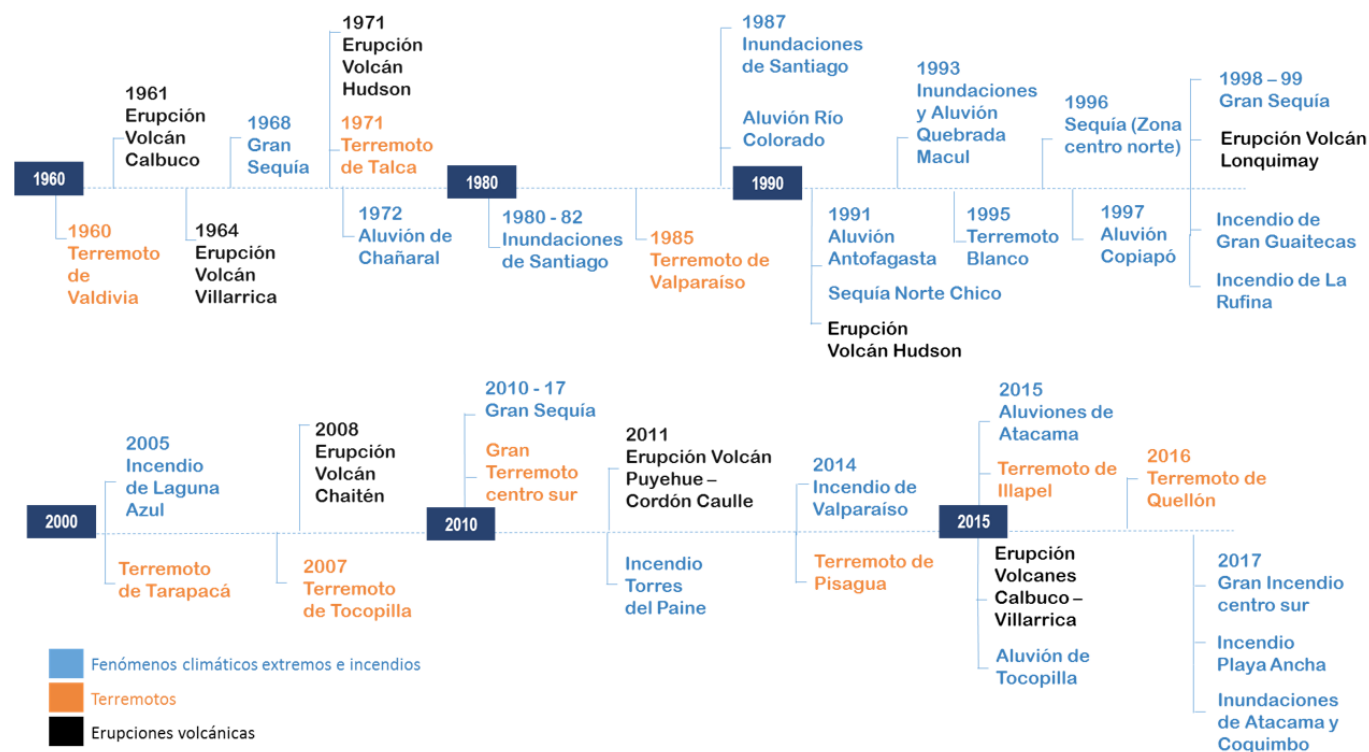 1960
1961
Erupción
Volcán
Calbuco
1968
Gran
Sequía
1971
Erupción
Volcán
Hudson
1971
Terremoto
de Talca
1980
1987
Inundaciones
de Santiago
Aluvión Río
Colorado
1990
1993
Inundaciones
y Aluvión
Quebrada
Macul
1996
Sequía (Zona
centro norte)
1998 – 99
Gran Sequía
Erupción Volcán
Lonquimay
1960
Terremoto
de
Valdivia
1964
Erupción
Volcán
Villarrica
1972
Aluvión de
Chañaral
1980 - 82
Inundaciones
de Santiago
1985
Terremoto de
Valparaíso
1991
Aluvión
Antofagasta
Sequía Norte Chico
Erupción
Volcán Hudson
1995
Terremoto
Blanco
1997
Aluvión
Copiapó
Incendio de
Gran Guaitecas
Incendio de La
Rufina
2000
2005
Incendio
de Laguna
Azul
2008
Erupción
Volcán
Chaitén
2010
2010 - 17
Gran Sequía
Gran
Terremoto
centro sur
2011
Erupción Volcán
Puyehue –
Cordón Caulle
2014
Incendio de
Valparaíso
2015
2015
Aluviones de
Atacama
Terremoto de
Illapel
2016
Terremoto de
Quellón
Terremoto
de Tarapacá
2007
Terremoto
de Tocopilla
Incendio
Torres
del Paine
Terremoto de
Pisagua
Erupción
Volcanes
Calbuco –
Villarrica
Aluvión de
Tocopilla
2017
Gran Incendio
centro sur
Incendio
Playa Ancha
Inundaciones
de Atacama y
Coquimbo
Fenómenos climáticos extremos e incendios
Terremotos
Erupciones volcánicas